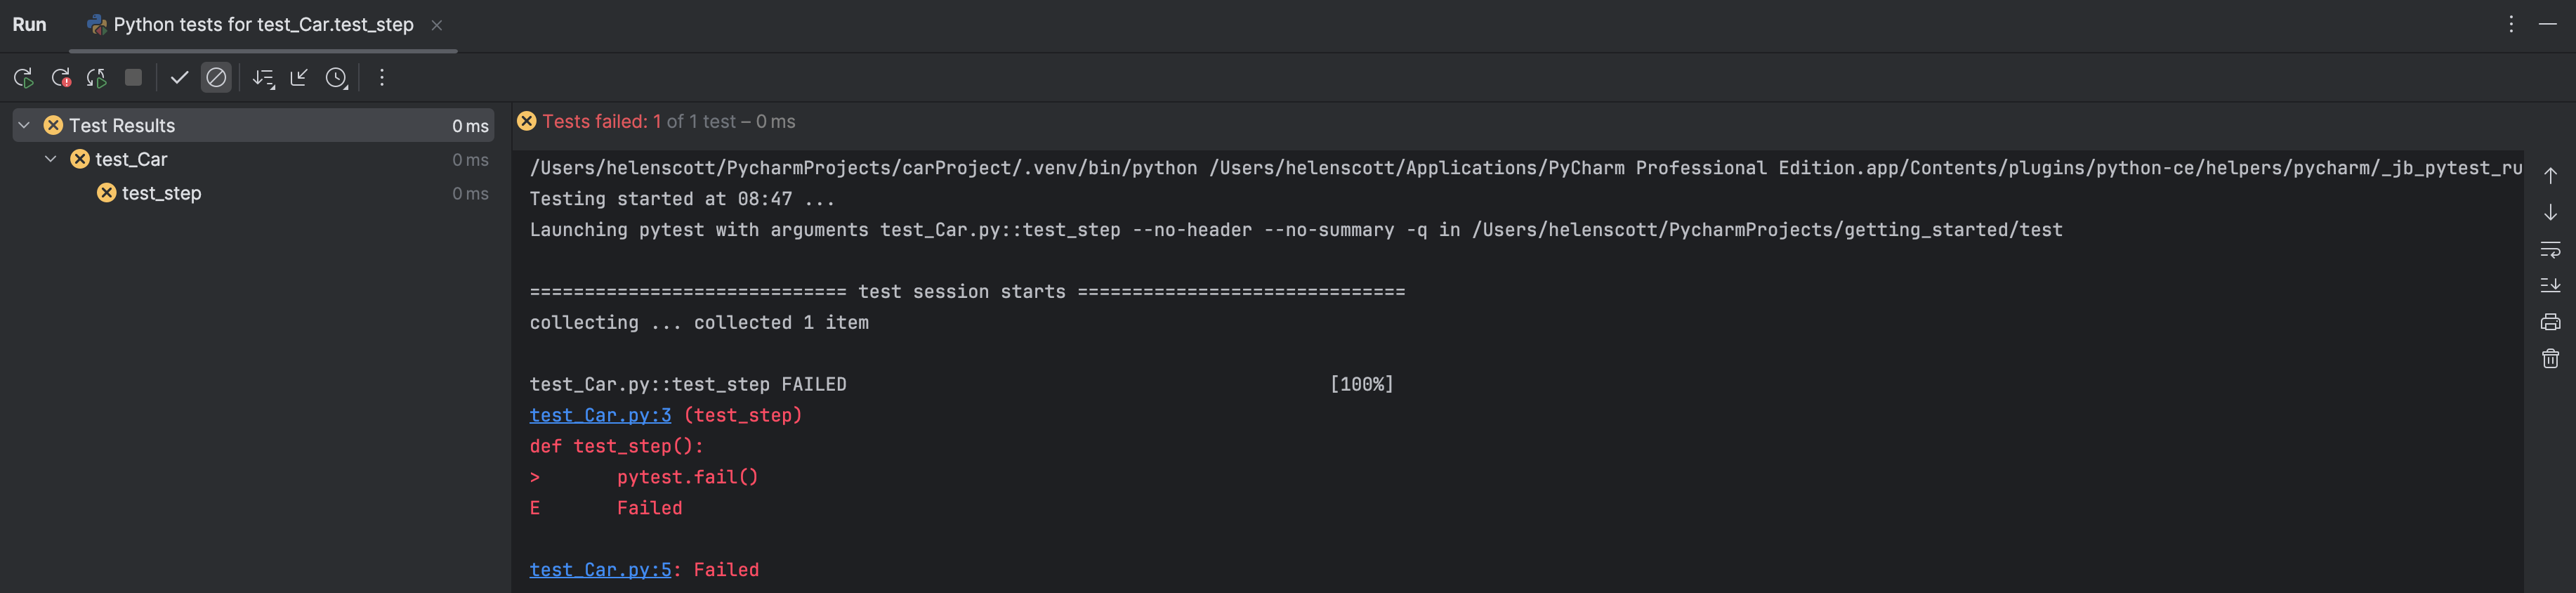 Run Python tests for test_Car.test_step
Test Results 0 ms
test_Car 0 ms
test_step 0 ms
Tests failed: 1 of 1 test – 0 ms
/Users/helenscott/PycharmProjects/carProject/.venv/bin/python /Users/helenscott/Applications/PyCharm Professional Edition.app/Contents/plugins/python-ce/helpers/pycharm/_jb_pytest_ru
Testing started at 08:47 ...
Launching pytest with arguments test_Car.py::test_step --no-header --no-summary -q in /Users/helenscott/PycharmProjects/getting_started/test
============================= test session starts ==============================
collecting ... collected 1 item
test_Car.py::test_step FAILED [100%]
test_Car.py:3 (test_step)
def test_step():
> pytest.fail()
E Failed
test_Car.py:5: Failed